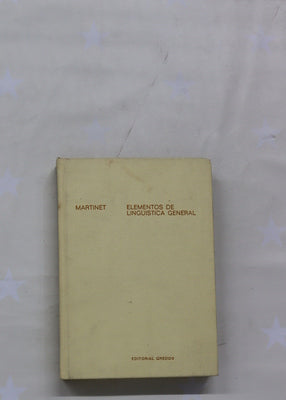 MARTINET
ELEMENTOS DE
LINGÜÍSTICA GENERAL
EDITORIAL GREDOS